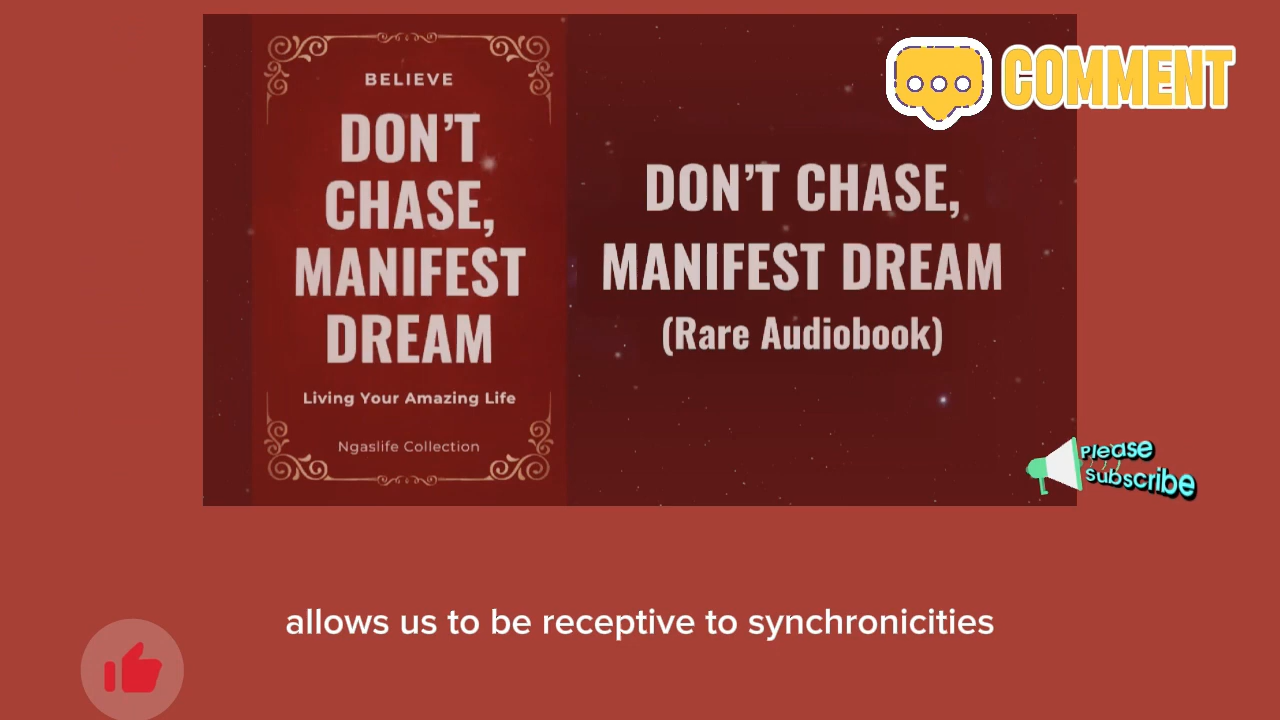 BELIEVE
DON'T
CHASE,
MANIFEST
DREAM
Living Your Amazing Life
Ngaslife Collection
DON'T CHASE,
MANIFEST DREAM
(Rare Audiobook)
COMMENT
Please
Subscribe
allows us to be receptive to synchronicities